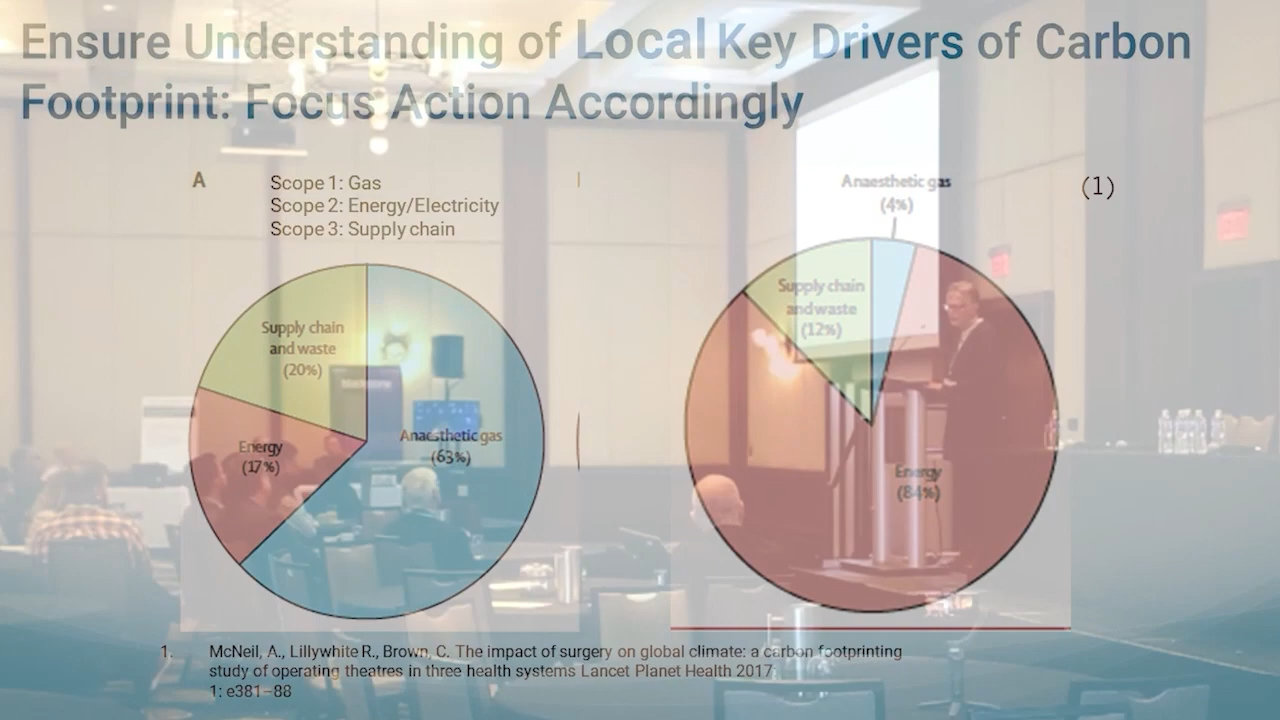 Ensure Understanding of Local Key Drivers of Carbon
Footprint: Focus Action Accordingly
A
Scope 1: Gas
Scope 2: Energy/Electricity
Scope 3: Supply chain
Supply chain
and waste
(20%)
Energy
(17%)
Anaesthetic gas
(63%)
Anaesthetic gas
(4%)
(1)
Supply chain
and waste
(12%)
Energy
(84%)
1. McNeil, A., Lillywhite R., Brown, C. The impact of surgery on global climate: a carbon footprinting
study of operating theatres in three health systems Lancet Planet Health 2017
1: e381–88